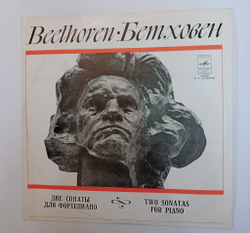 Beethoven · Бетховен
ДВЕ СОНАТЫ
ДЛЯ ФОРТЕПИАНО
TWO SONATAS
FOR PIANO